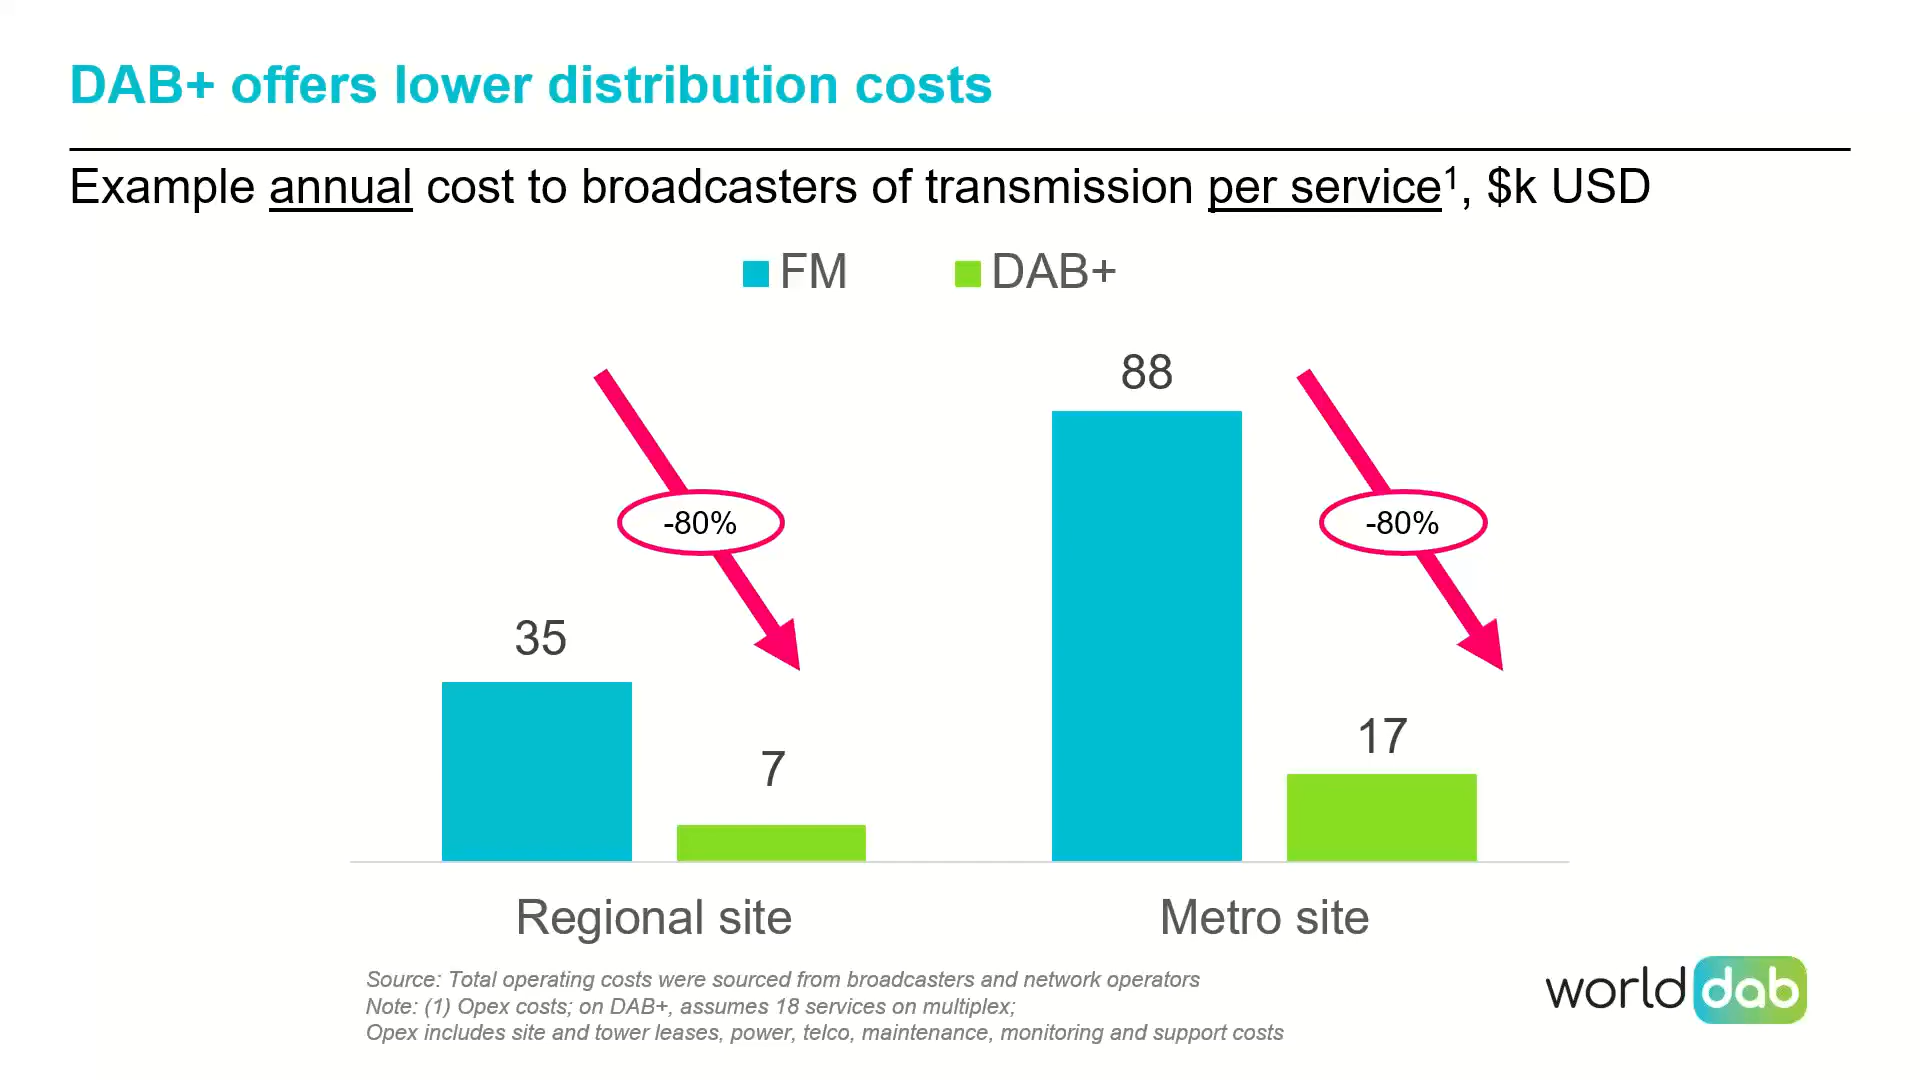 DAB+ offers lower distribution costs
Example annual cost to broadcasters of transmission per service¹, $k USD
FM DAB+
88
-80% -80%
35
17
7
Regional site Metro site
Source: Total operating costs were sourced from broadcasters and network operators
Note: (1) Opex costs; on DAB+, assumes 18 services on multiplex;
Opex includes site and tower leases, power, telco, maintenance, monitoring and support costs
world dab